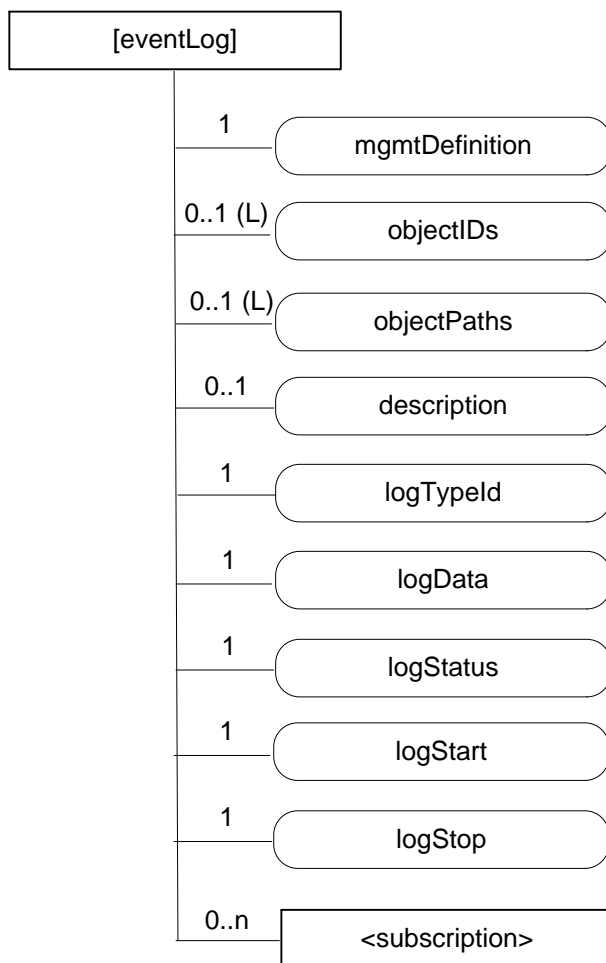 [eventLog]
1
mgmtDefinition
0..1 (L)
objectIDs
0..1 (L)
objectPaths
0..1
description
1
logTypeId
1
logData
1
logStatus
1
logStart
1
logStop
0..n
<subscription>